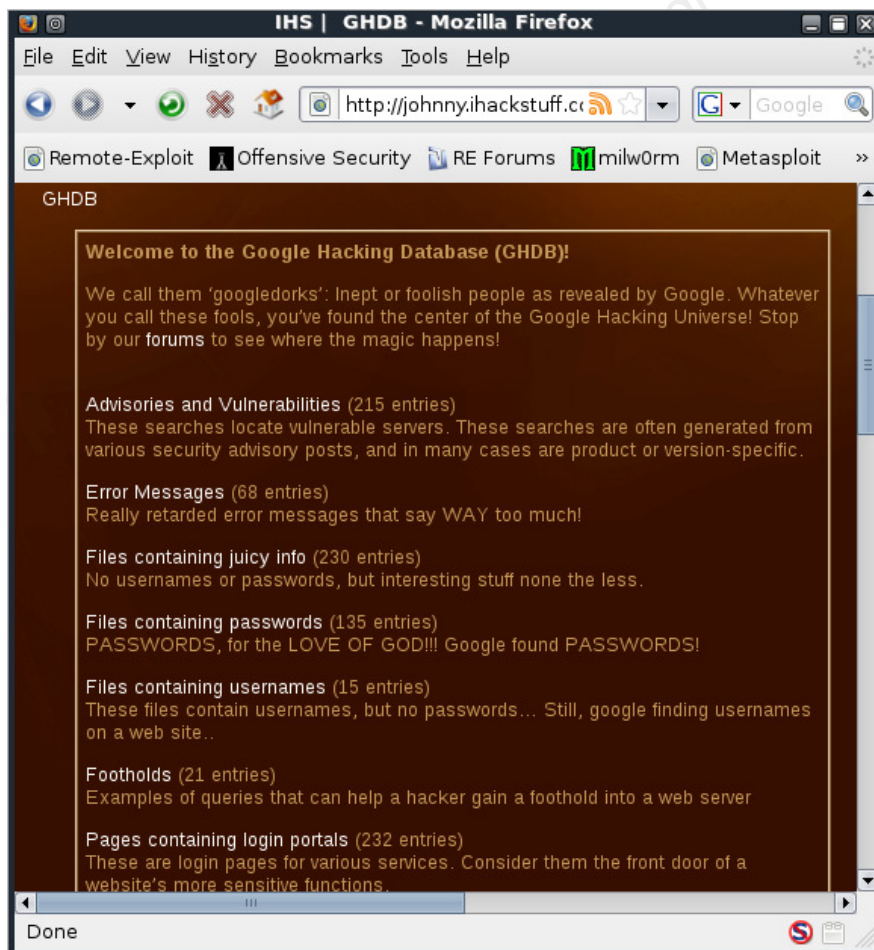 IHS | GHDB - Mozilla Firefox
File Edit View History Bookmarks Tools Help
http://johnny.ihackstuff.cc
G Google
Remote-Exploit Offensive Security RE Forums milw0rm Metasploit »
GHDB
Welcome to the Google Hacking Database (GHDB)!
We call them 'googledorks': Inept or foolish people as revealed by Google. Whatever
you call these fools, you've found the center of the Google Hacking Universe! Stop
by our forums to see where the magic happens!
Advisories and Vulnerabilities (215 entries)
These searches locate vulnerable servers. These searches are often generated from
various security advisory posts, and in many cases are product or version-specific.
Error Messages (68 entries)
Really retarded error messages that say WAY too much!
Files containing juicy info (230 entries)
No usernames or passwords, but interesting stuff none the less.
Files containing passwords (135 entries)
PASSWORDS, for the LOVE OF GOD!!! Google found PASSWORDS!
Files containing usernames (15 entries)
These files contain usernames, but no passwords... Still, google finding usernames
on a web site..
Footholds (21 entries)
Examples of queries that can help a hacker gain a foothold into a web server
Pages containing login portals (232 entries)
These are login pages for various services. Consider them the front door of a
website's more sensitive functions.
Done
S